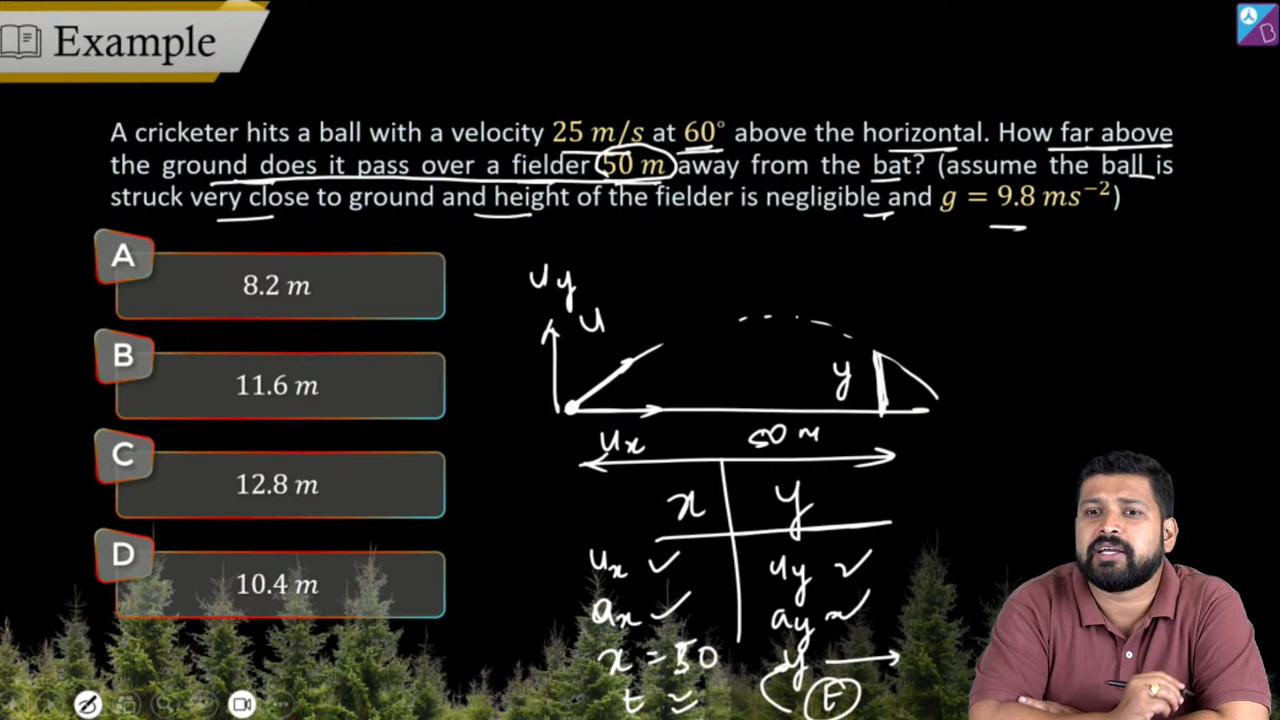 Example
A cricketer hits a ball with a velocity 25 m/s at 60° above the horizontal. How far above
the ground does it pass over a fielder 50 m away from the bat? (assume the ball is
struck very close to ground and height of the fielder is negligible and g = 9.8 ms⁻²)
A
8.2 m
B
11.6 m
C
12.8 m
D
10.4 m
uy
u
y
ux
50 m
x
y
ux ✓
uy ✓
ax ✓
ay
x = 50
y
t
B